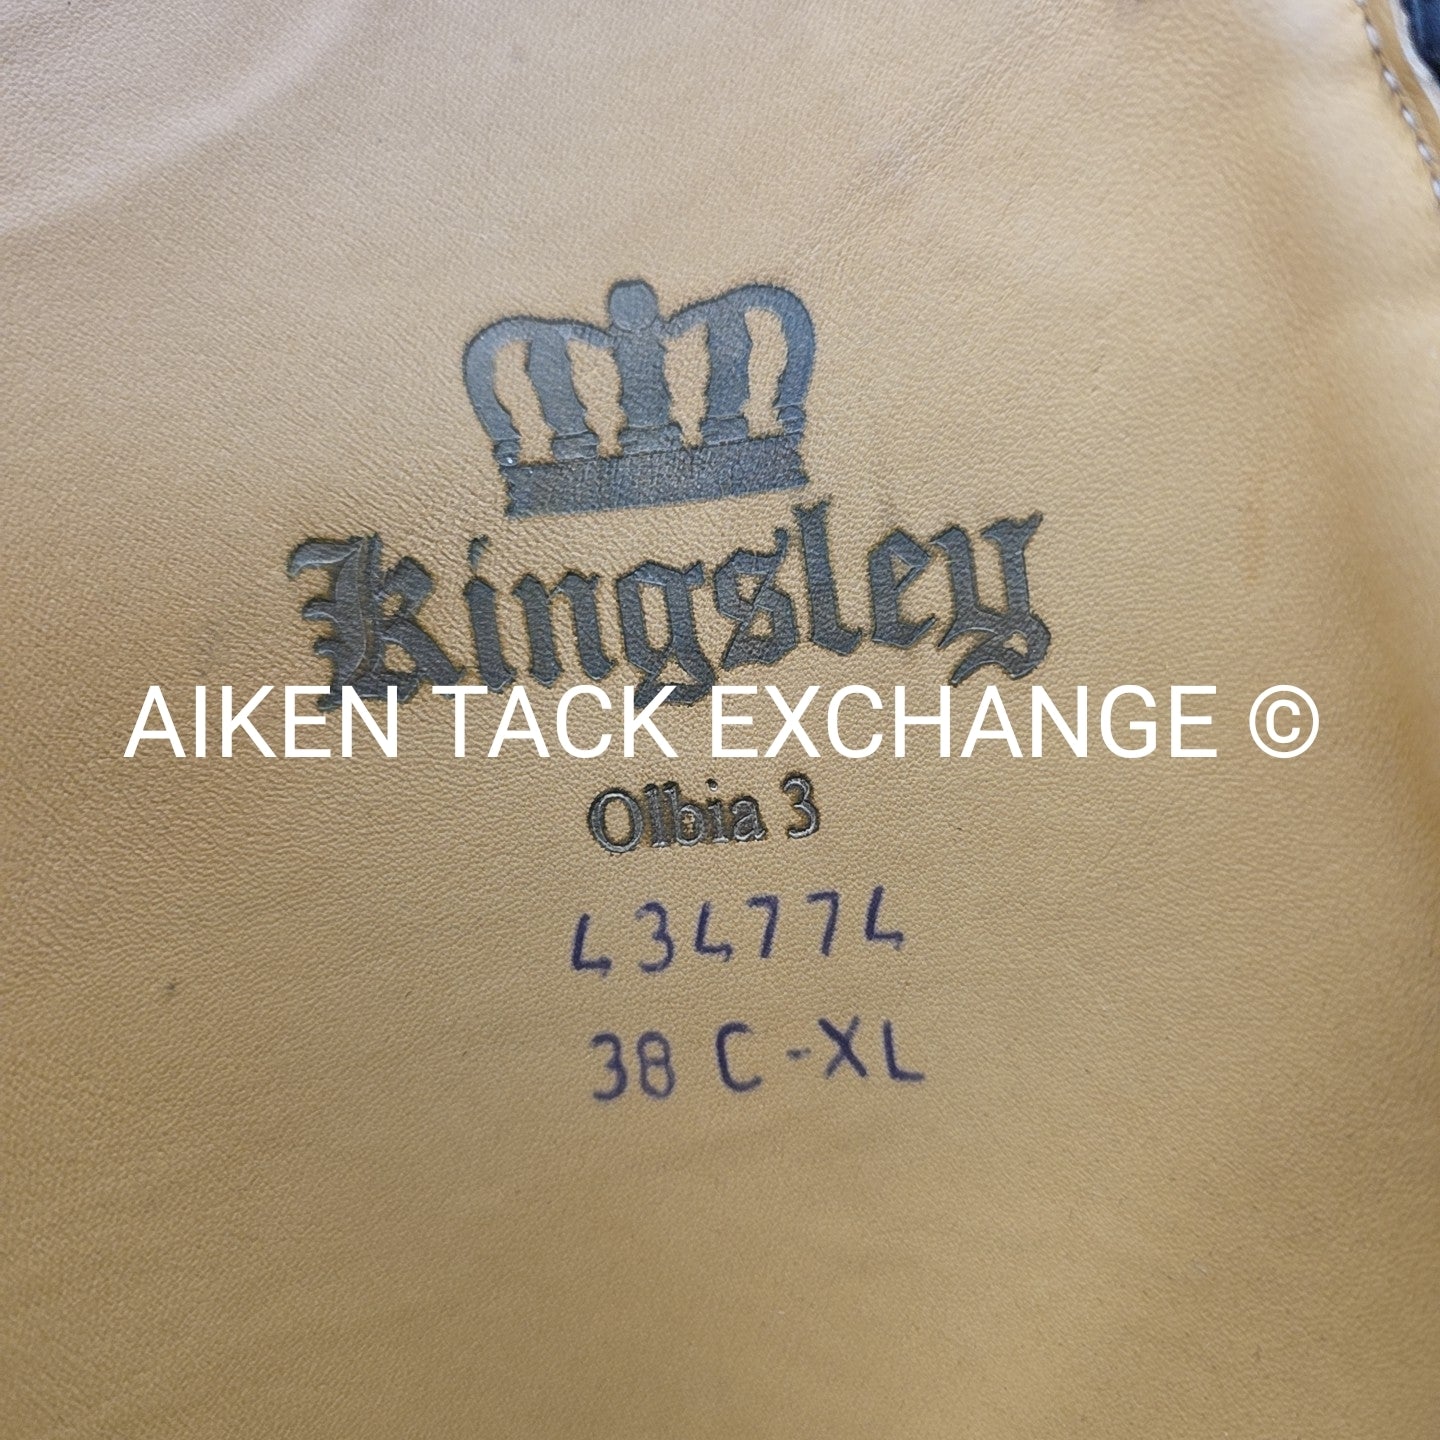 Kingsley
AIKEN TACK EXCHANGE ©
Olbia 3
434774
38 C-XL